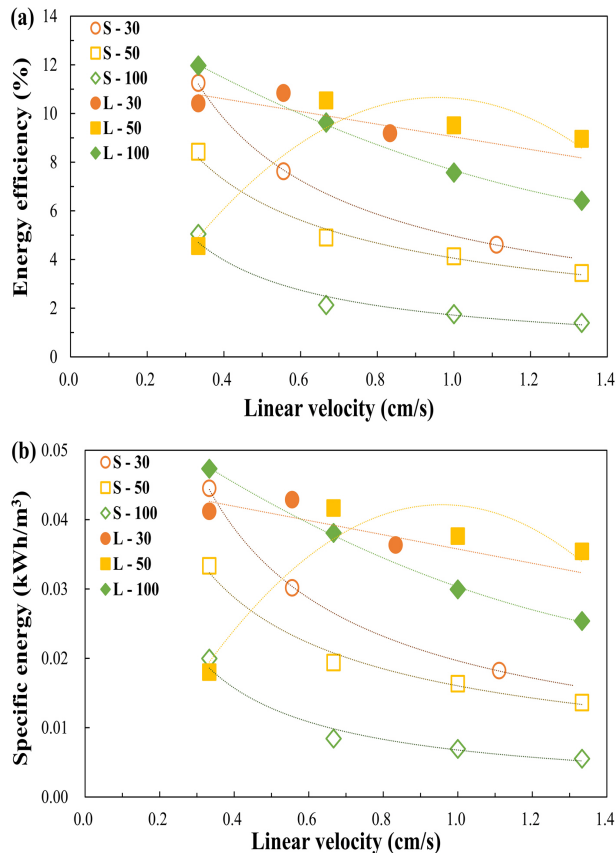 (a)
Energy efficiency (%)
14
12
10
8
6
4
2
0
S - 30
S - 50
S - 100
L - 30
L - 50
L - 100
0.0 0.2 0.4 0.6 0.8 1.0 1.2 1.4
Linear velocity (cm/s)
(b)
Specific energy (kWh/m³)
0.05
0.04
0.03
0.02
0.01
0.00
S - 30
S - 50
S - 100
L - 30
L - 50
L - 100
0.0 0.2 0.4 0.6 0.8 1.0 1.2 1.4
Linear velocity (cm/s)